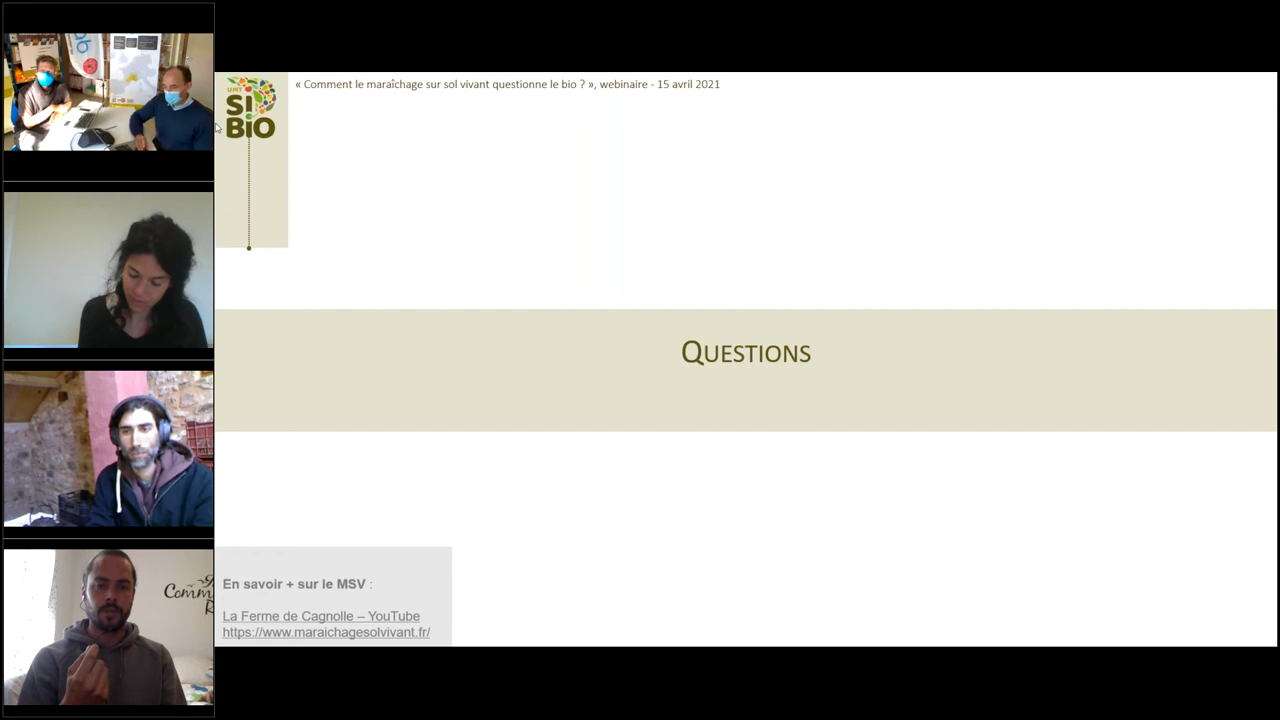 « Comment le maraîchage sur sol vivant questionne le bio ? », webinaire - 15 avril 2021
UMT
SI
BIO
QUESTIONS
En savoir + sur le MSV :
La Ferme de Cagnolle – YouTube
https://www.maraichagesolvivant.fr/